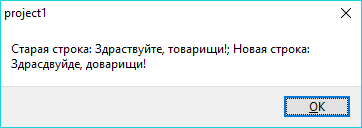 project1
Старая строка: Здраствуйте, товарищи!; Новая строка:
Здрасдвуйде, доварищи!
OK